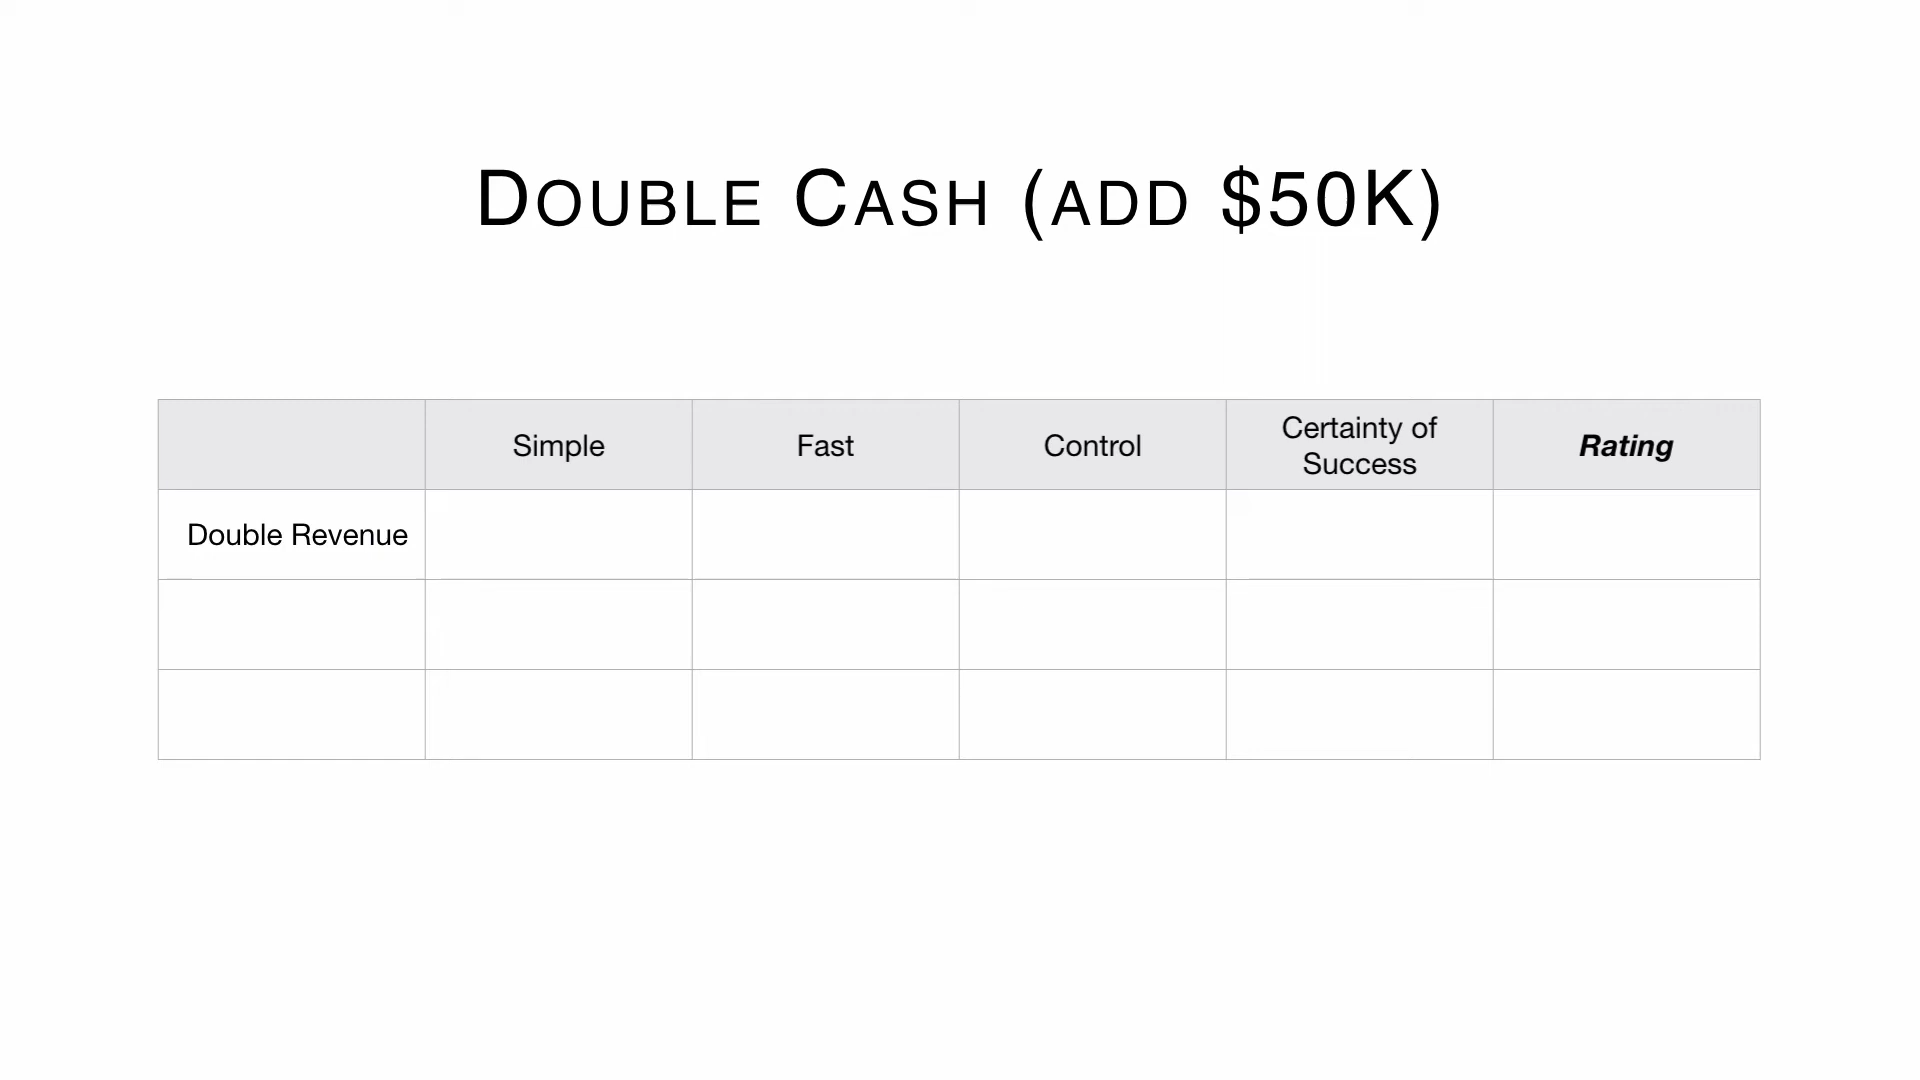 DOUBLE CASH (ADD $50K)
Simple
Fast
Control
Certainty of
Success
Rating
Double Revenue